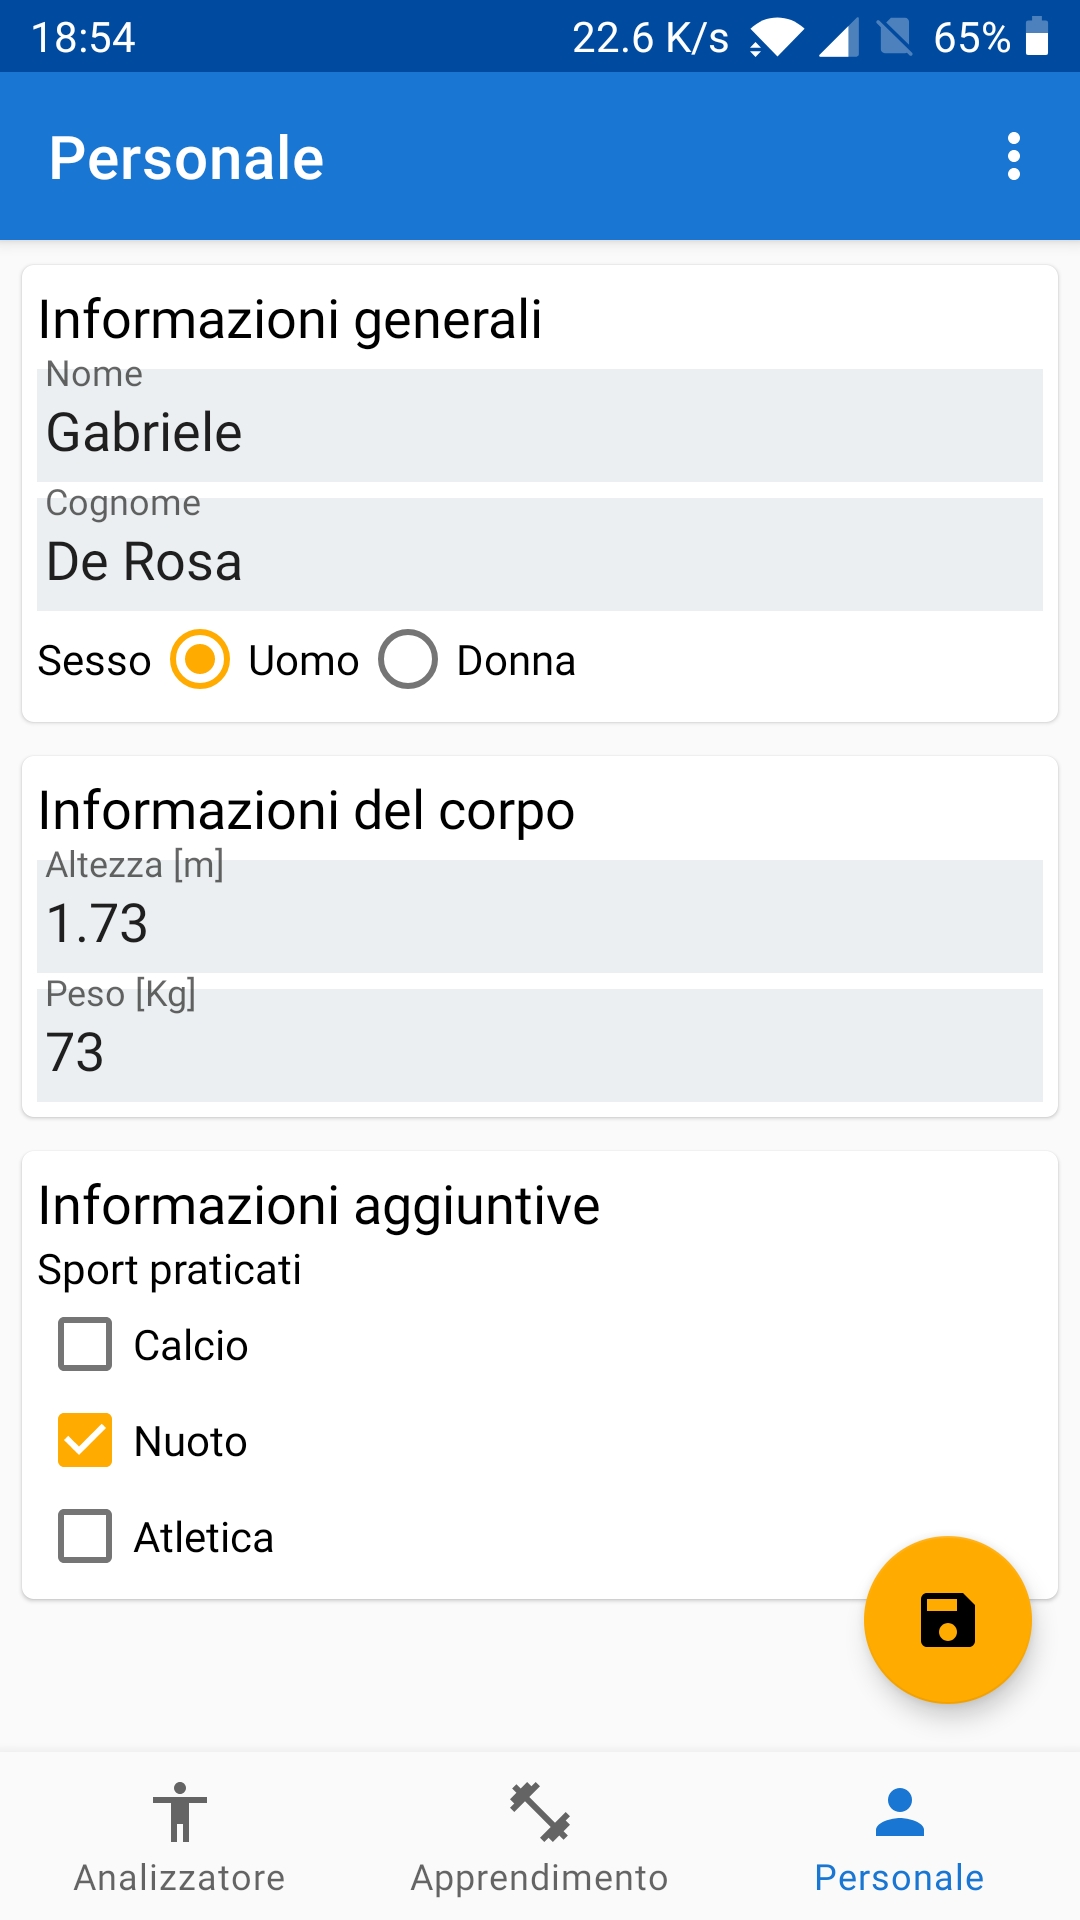 18:54 22.6 K/s 65%
Personale
Informazioni generali
Nome
Gabriele
Cognome
De Rosa
Sesso Uomo Donna
Informazioni del corpo
Altezza [m]
1.73
Peso [Kg]
73
Informazioni aggiuntive
Sport praticati
Calcio
Nuoto
Atletica
Analizzatore Apprendimento Personale